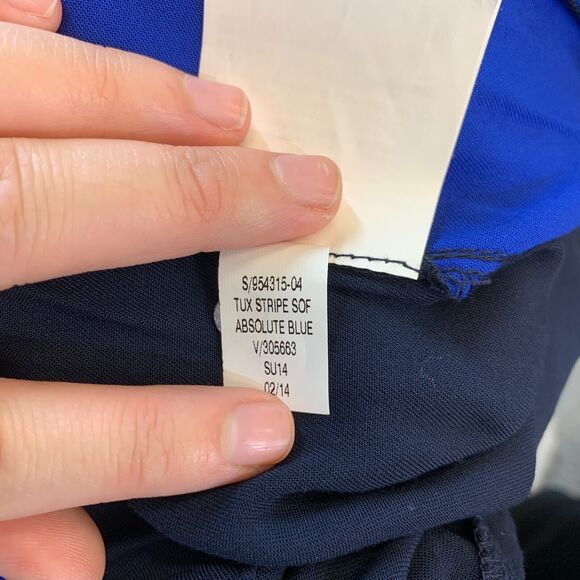 S/954315-04
TUX STRIPE SOF
ABSOLUTE BLUE
V/305663
SU14
02/14